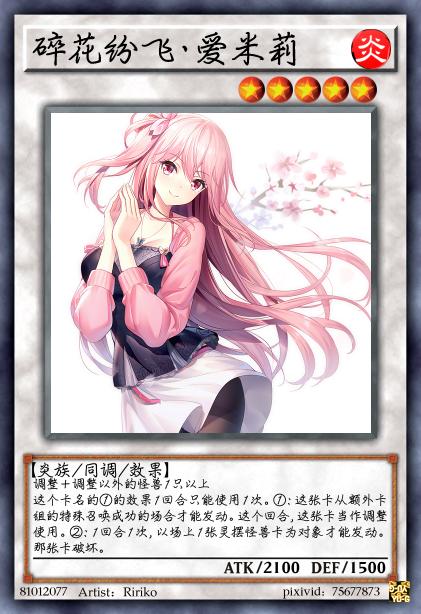 碎花纷飞·爱米莉
炎
【炎族/同调/效果】
调整+调整以外的怪兽1只以上
这个卡名的①的效果1回合只能使用1次。①:这张卡从额外卡
组的特殊召唤成功的场合才能发动。这个回合,这张卡当作调整
使用。②:1回合1次,以场上1张灵摆怪兽卡为对象才能发动。
那张卡破坏。
ATK/2100 DEF/1500
81012077 Artist: Ririko pixivid: 75677873